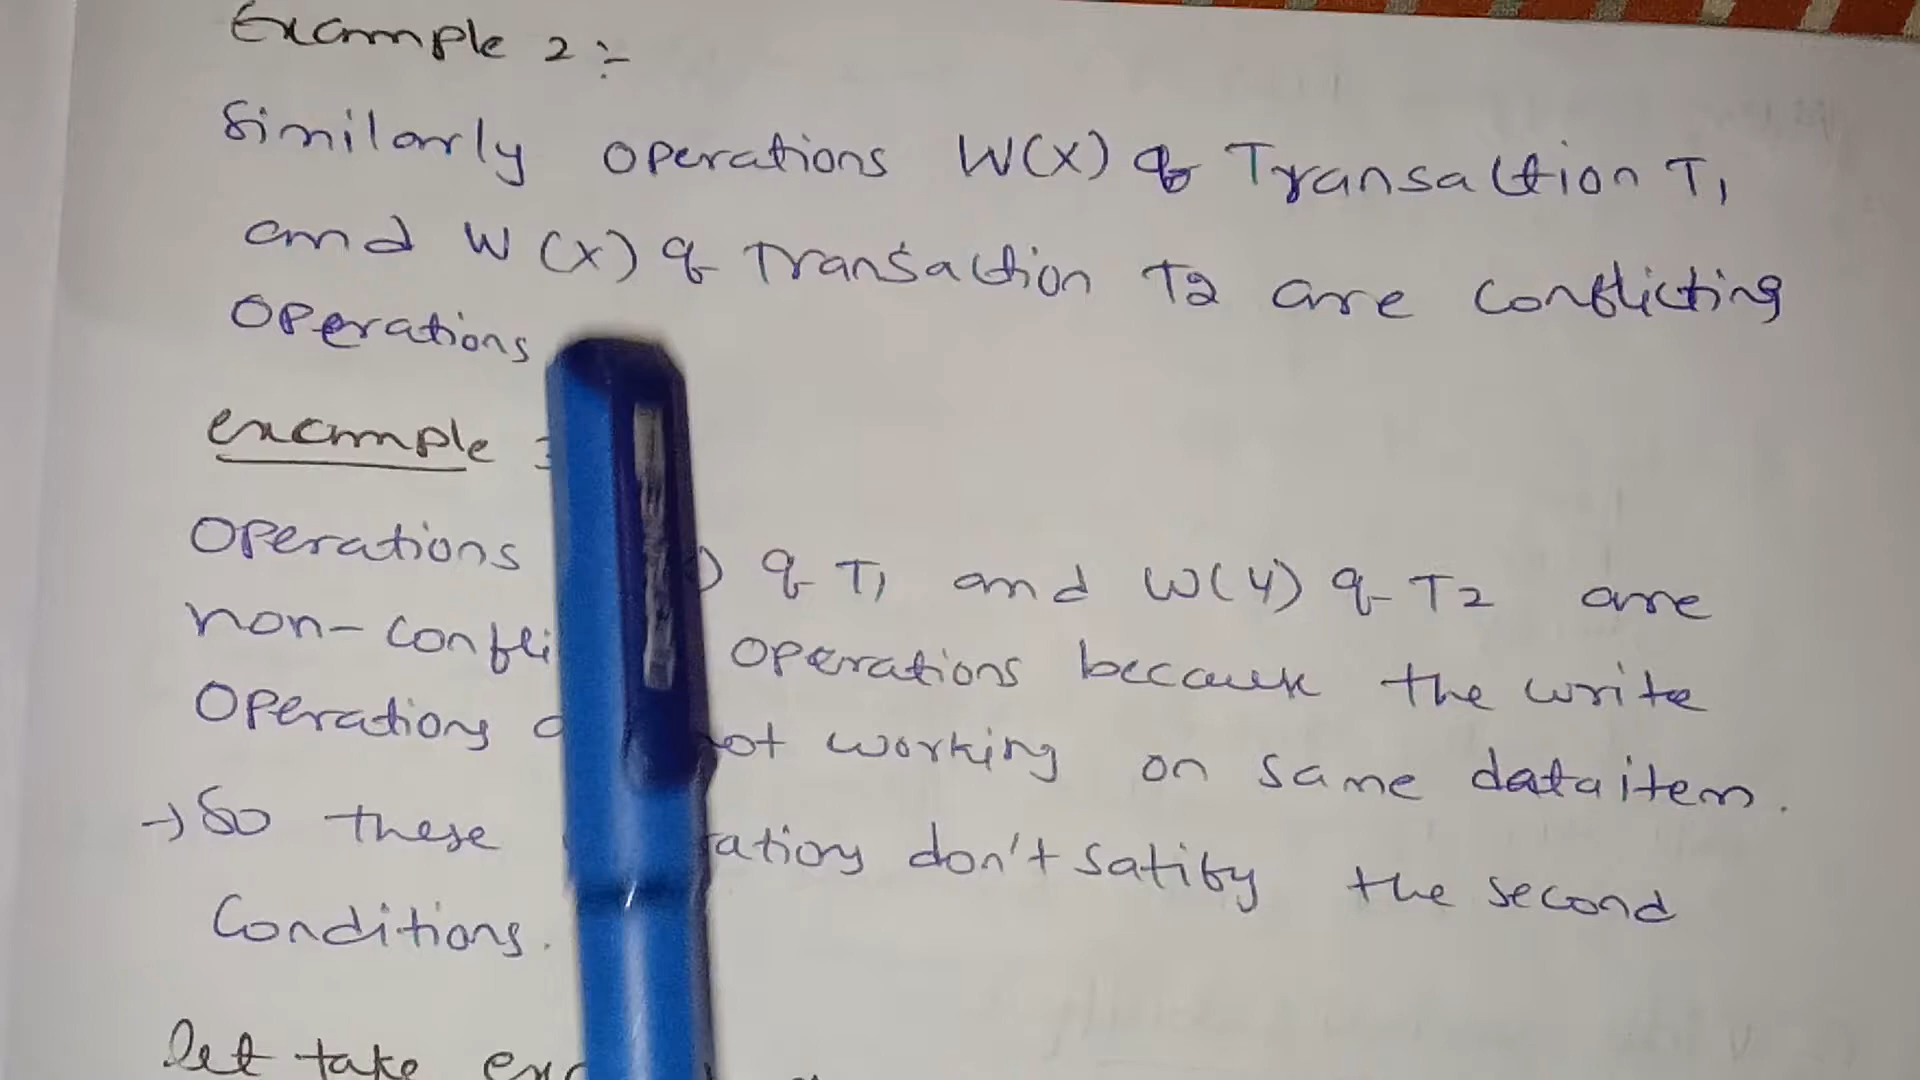 Example 2 :-
Similarly operations W(X) of Transaction T1
and W(X) of Transaction T2 are conflicting
operations
example
operations ) of T1 and W(Y) of T2 are
non-confli operations because the write
operations not working on same dataitem.
→ So these don't satify the second
Conditions.
let take